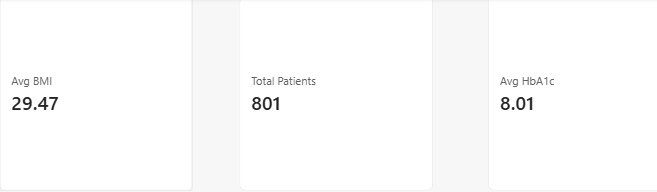 Avg BMI
29.47
Total Patients
801
Avg HbA1c
8.01